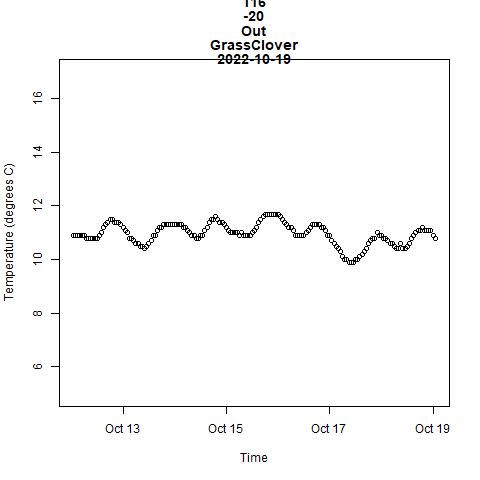 T16
-20
Out
GrassClover
2022-10-19
Temperature (degrees C)
16
14
12
10
8
6
Oct 13
Oct 15
Oct 17
Oct 19
Time